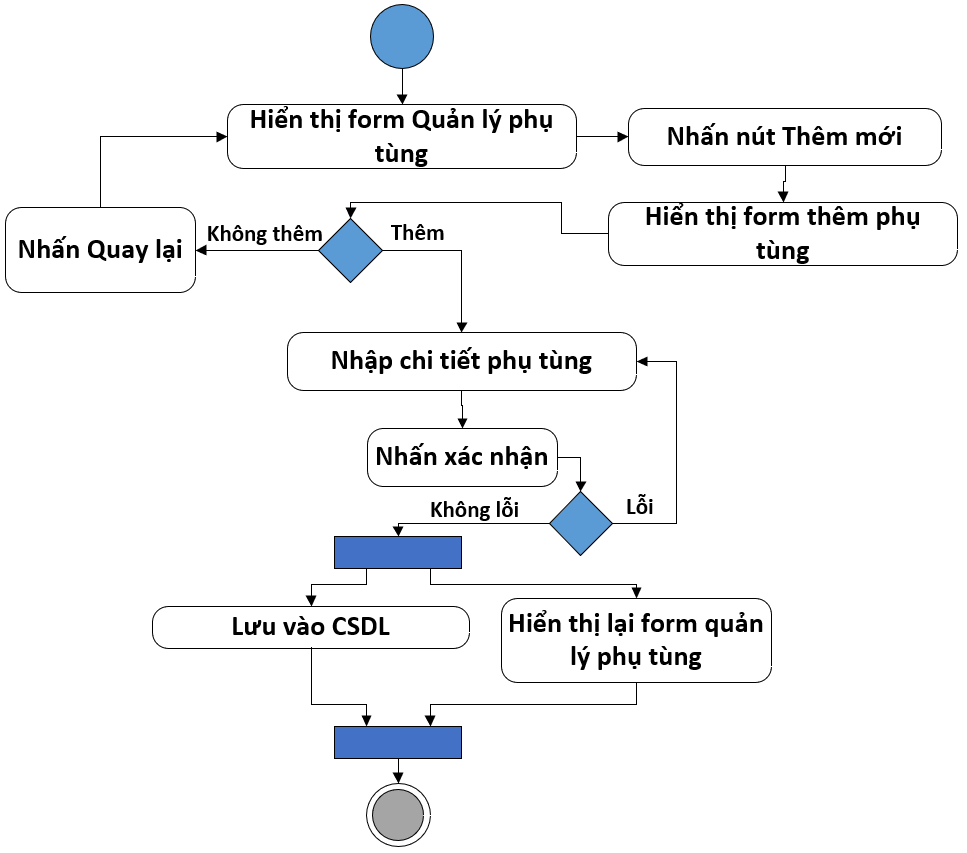 Hiển thị form Quản lý phụ
tùng
Nhấn nút Thêm mới
Hiển thị form thêm phụ
tùng
Nhấn Quay lại
Không thêm
Thêm
Nhập chi tiết phụ tùng
Nhấn xác nhận
Không lỗi
Lỗi
Lưu vào CSDL
Hiển thị lại form quản
lý phụ tùng